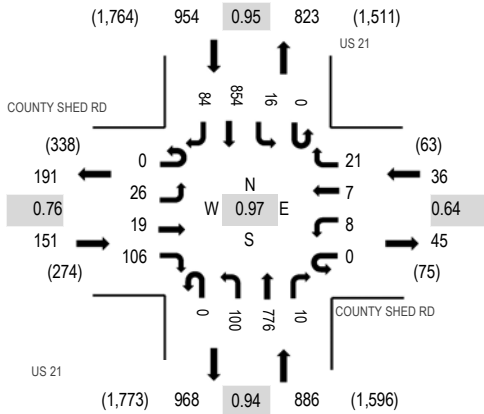 (1,764) 954 0.95 823 (1,511)
US 21
84 854 16 0
COUNTY SHED RD
(338) (63)
191 0 21 36
26 N 7
0.76 W 0.97 E 0.64
19 8
151 S 45
106 0
(274) (75)
0 100 776 10
COUNTY SHED RD
US 21
(1,773) 968 0.94 886 (1,596)